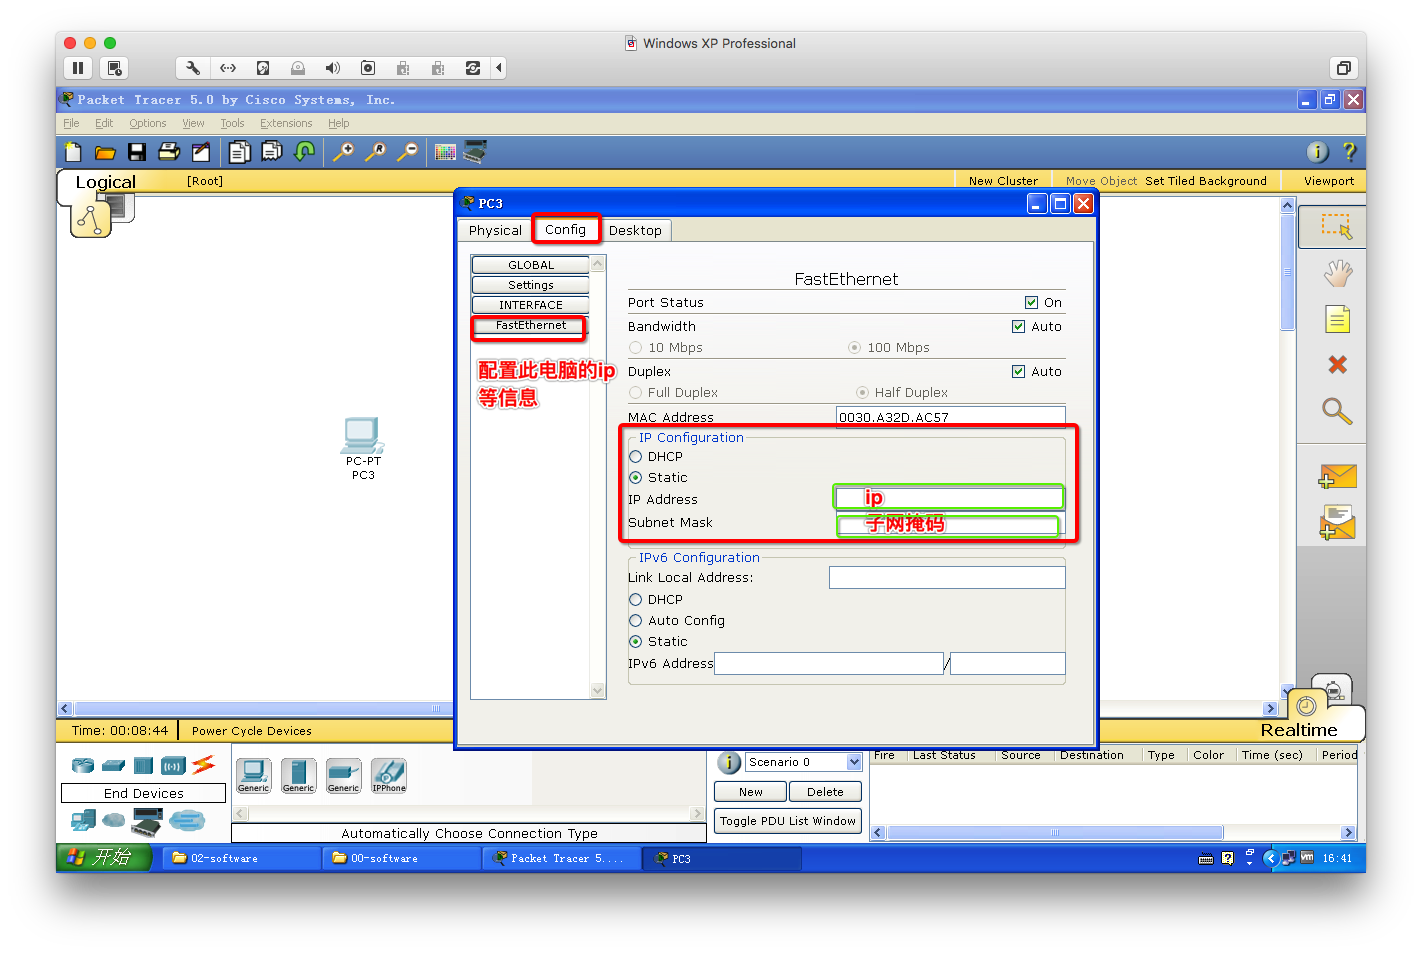 Windows XP Professional
Packet Tracer 5.0 by Cisco Systems, Inc.
File Edit Options View Tools Extensions Help
Logical [Root] New Cluster Move Object Set Tiled Background Viewport
PC3
Physical Config Desktop
GLOBAL
Settings
INTERFACE
FastEthernet
配置此电脑的ip
等信息
FastEthernet
Port Status On
Bandwidth Auto
10 Mbps 100 Mbps
Duplex Auto
Full Duplex Half Duplex
MAC Address 0030.A32D.AC57
IP Configuration
DHCP
Static
IP Address ip
Subnet Mask 子网掩码
IPv6 Configuration
Link Local Address:
DHCP
Auto Config
Static
IPv6 Address /
PC-PT
PC3
Time: 00:08:44 Power Cycle Devices
Realtime
End Devices
Generic Generic Generic IPPhone
Automatically Choose Connection Type
Scenario 0
New Delete
Toggle PDU List Window
Fire Last Status Source Destination Type Color Time (sec) Period
开始 02-software 00-software Packet Tracer 5.... PC3 16:41